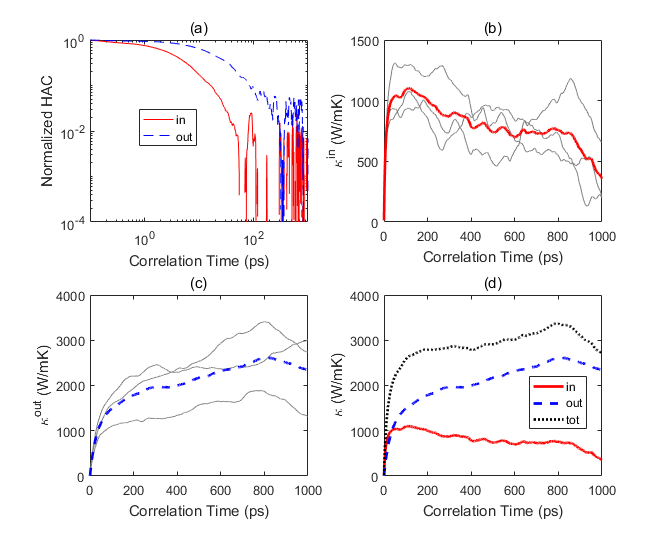 (a)
10^0
10^-2
10^-4
Normalized HAC
in
out
10^0
10^2
Correlation Time (ps)
(b)
1500
1000
500
0
κ^in (W/mK)
0 200 400 600 800 1000
Correlation Time (ps)
(c)
4000
3000
2000
1000
0
κ^out (W/mK)
0 200 400 600 800 1000
Correlation Time (ps)
(d)
4000
3000
2000
1000
0
κ (W/mK)
in
out
tot
0 200 400 600 800 1000
Correlation Time (ps)